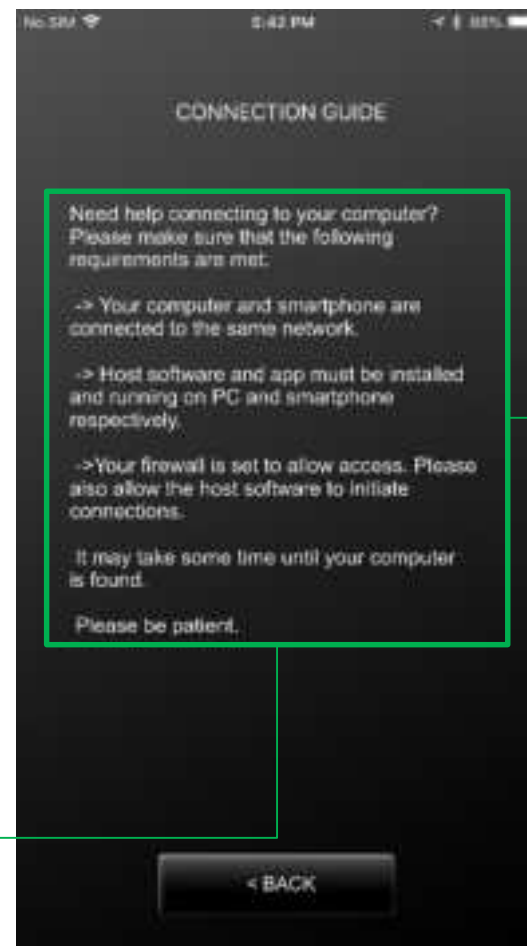 No SIM 5:42 PM 88%
CONNECTION GUIDE
Need help connecting to your computer?
Please make sure that the following
requirements are met.
-> Your computer and smartphone are
connected to the same network.
-> Host software and app must be installed
and running on PC and smartphone
respectively.
->Your firewall is set to allow access. Please
also allow the host software to initiate
connections.
It may take some time until your computer
is found.
Please be patient.
< BACK